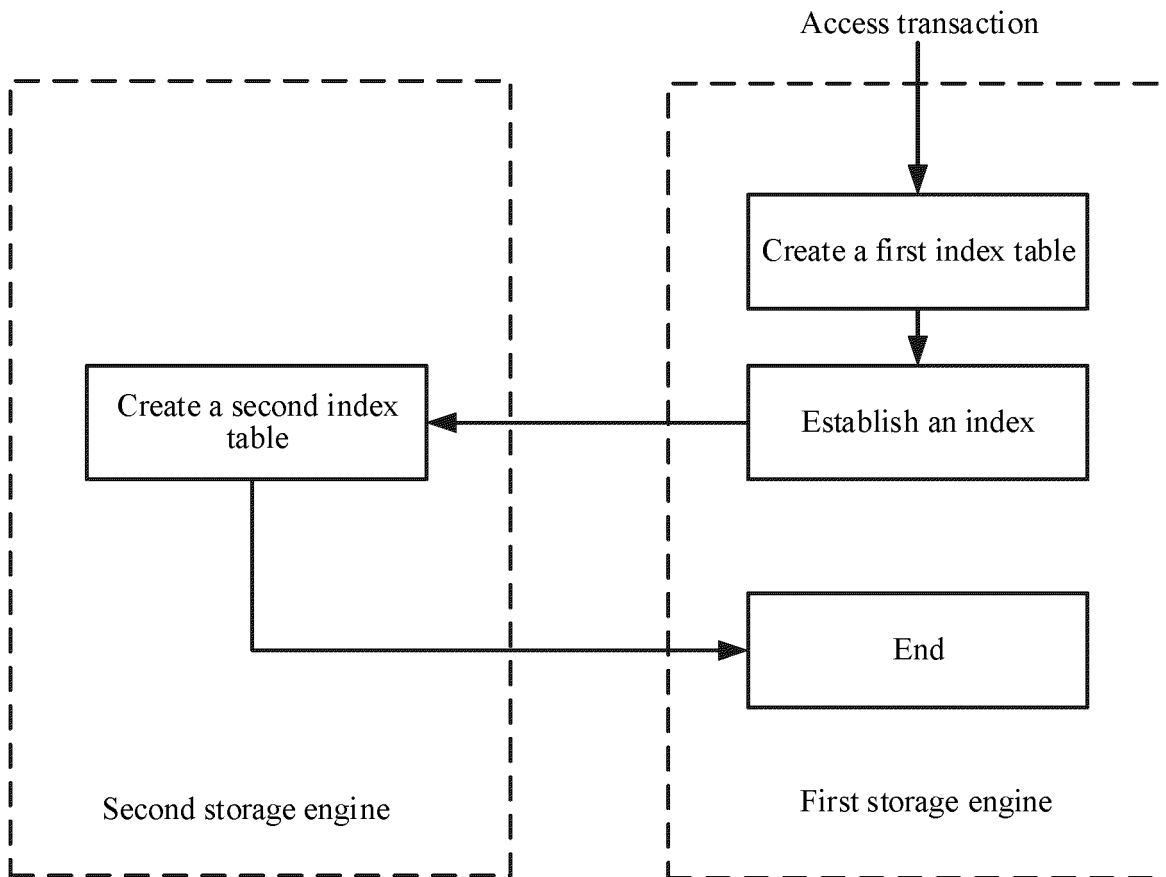 Access transaction
Create a first index table
Establish an index
Create a second index
table
End
Second storage engine
First storage engine